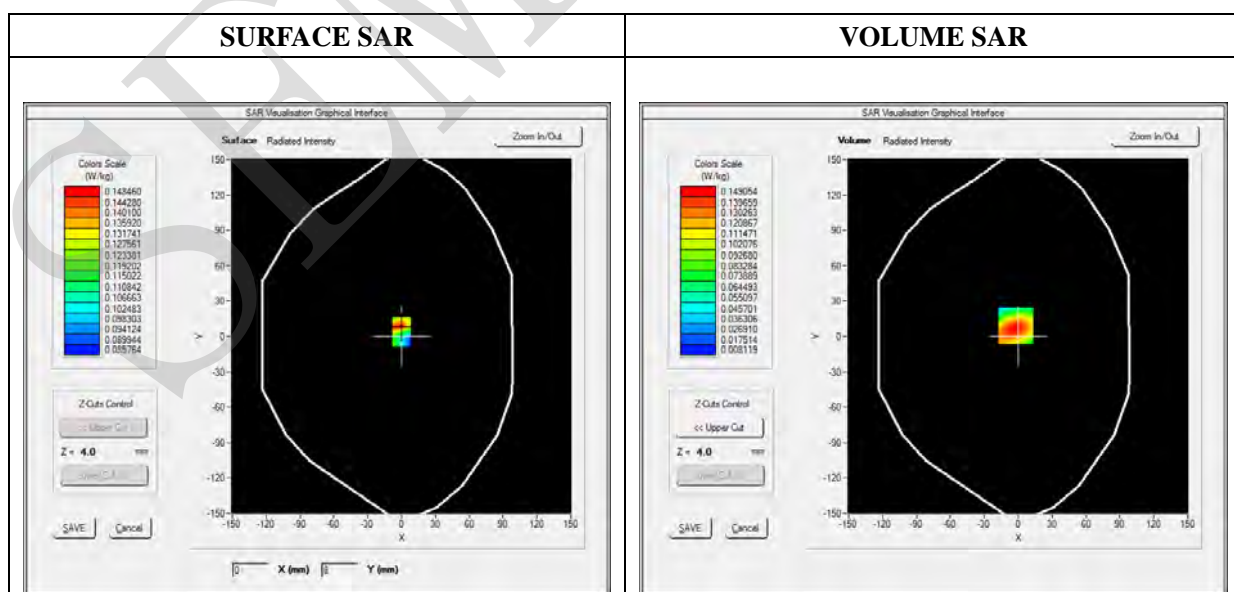 SURFACE SAR
VOLUME SAR
SAR Visualisation Graphical Interface
Surface Radiated Intensity
Zoom In/Out
Colors Scale
(W/kg)
0.148460
0.144280
0.140100
0.135920
0.131741
0.127561
0.123381
0.119202
0.115022
0.110842
0.106663
0.102483
0.098303
0.094124
0.089944
0.085764
150
120
90
60
30
0
-30
-60
-90
-120
-150
Y
-150 -120 -90 -60 -30 0 30 60 90 120 150
X
Z-Cuts Control
<< Upper Cut
Z = 4.0 mm
SAVE Cancel
0 X (mm) 8 Y (mm)
SAR Visualisation Graphical Interface
Volume Radiated Intensity
Zoom In/Out
Colors Scale
(W/kg)
0.149054
0.139659
0.130263
0.120867
0.111471
0.102076
0.092680
0.083284
0.073889
0.064493
0.055097
0.045701
0.036306
0.026910
0.017514
0.008119
150
120
90
60
30
0
-30
-60
-90
-120
-150
Y
-150 -120 -90 -60 -30 0 30 60 90 120 150
X
Z-Cuts Control
<< Upper Cut
Z = 4.0 mm
SAVE Cancel